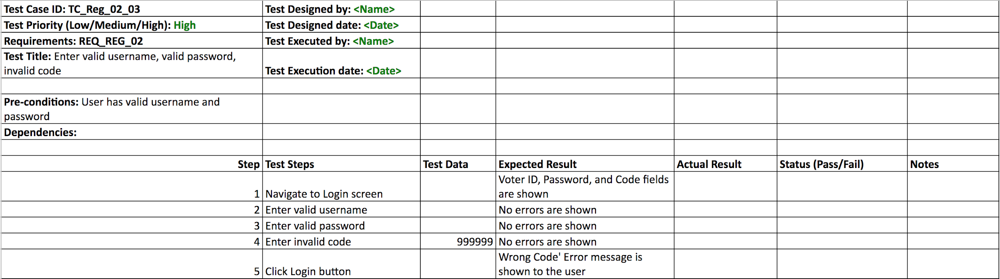 Test Case ID: TC_Reg_02_03 Test Designed by: <Name>
Test Priority (Low/Medium/High): High Test Designed date: <Date>
Requirements: REQ_REG_02 Test Executed by: <Name>
Test Title: Enter valid username, valid password,
invalid code Test Execution date: <Date>
Pre-conditions: User has valid username and
password
Dependencies:
Step Test Steps Test Data Expected Result Actual Result Status (Pass/Fail) Notes
Voter ID, Password, and Code fields
1 Navigate to Login screen are shown
2 Enter valid username No errors are shown
3 Enter valid password No errors are shown
4 Enter invalid code 999999 No errors are shown
Wrong Code' Error message is
5 Click Login button shown to the user